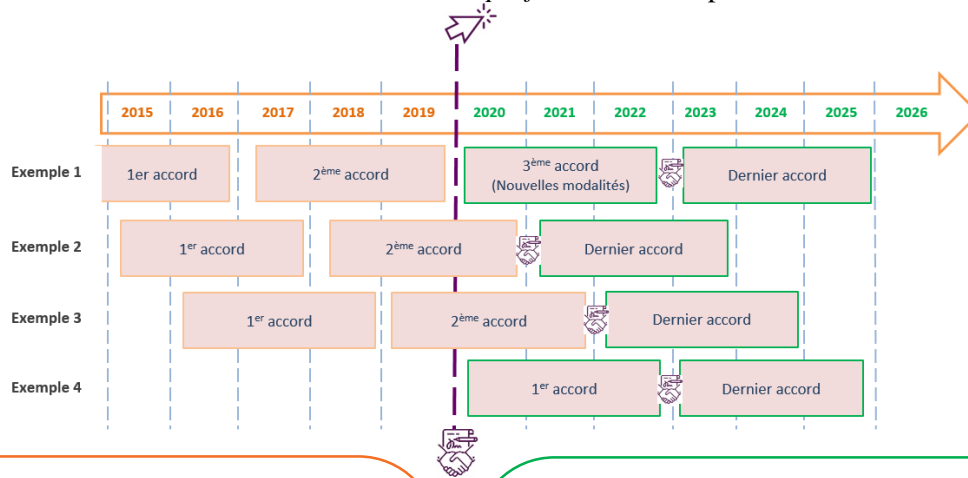 2015 2016 2017 2018 2019 2020 2021 2022 2023 2024 2025 2026
Exemple 1
1er accord
2ème accord
3ème accord
(Nouvelles modalités)
Dernier accord
Exemple 2
1er accord
2ème accord
Dernier accord
Exemple 3
1er accord
2ème accord
Dernier accord
Exemple 4
1er accord
Dernier accord